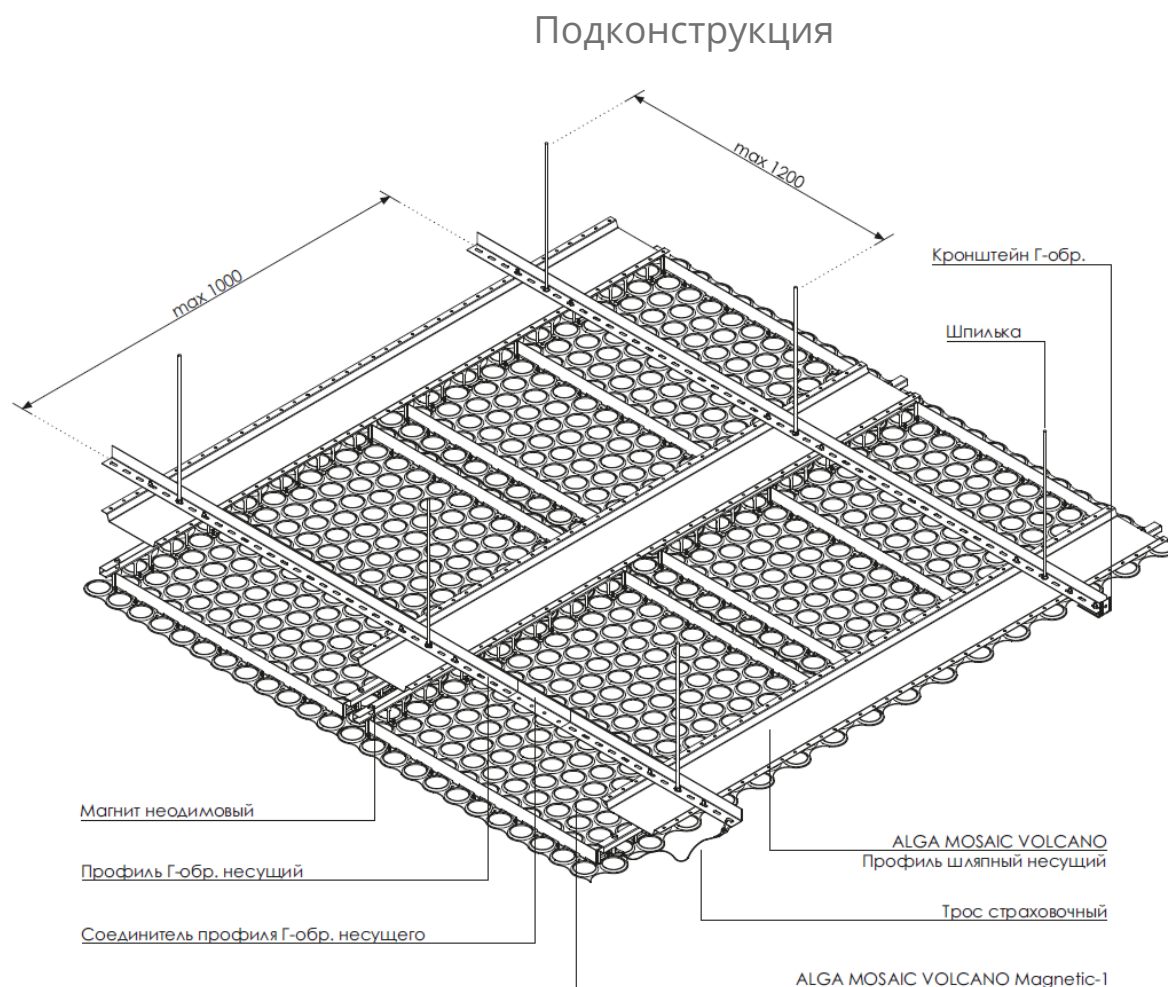 Подконструкция
max 1200
max 1000
Кронштейн Г-обр.
Шпилька
Магнит неодимовый
Профиль Г-обр. несущий
Соединитель профиля Г-обр. несущего
ALGA MOSAIC VOLCANO
Профиль шляпный несущий
Трос страховочный
ALGA MOSAIC VOLCANO Magnetic-1